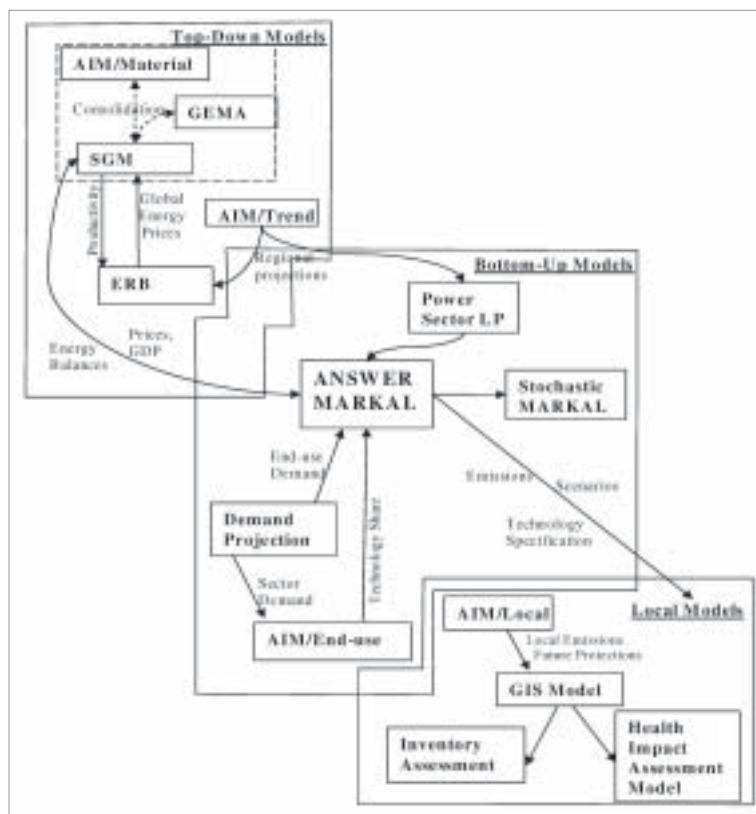 Top-Down Models
AIM/Material
Consolidation
GEMA
SGM
Productivity
Global
Energy
Prices
AIM/Trend
Regional
projections
ERB
Bottom-Up Models
Power
Sector LP
Prices,
GDP
Energy
Balances
ANSWER
MARKAL
Stochastic
MARKAL
End-use
Demand
Emissions
Scenarios
Technology Share
Demand
Projection
Technology
Specification
Sector
Demand
AIM/End-use
Local Models
AIM/Local
Local Emissions
Future Projections
GIS Model
Inventory
Assessment
Health
Impact
Assessment
Model